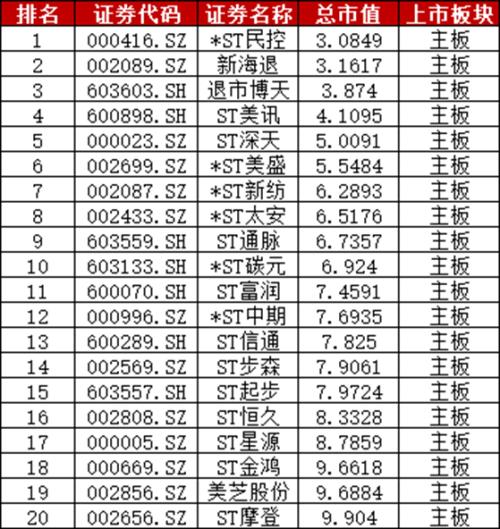 排名 证券代码 证券名称 总市值 上市板块
1 000416.SZ *ST民控 3.0849 主板
2 002089.SZ 新海退 3.1617 主板
3 603603.SH 退市博天 3.874 主板
4 600898.SH ST美讯 4.1095 主板
5 000023.SZ ST深天 5.0091 主板
6 002699.SZ *ST美盛 5.5484 主板
7 002087.SZ *ST新纺 6.2893 主板
8 002433.SZ *ST太安 6.5176 主板
9 603559.SH ST通脉 6.7357 主板
10 603133.SH *ST碳元 6.924 主板
11 600070.SH ST富润 7.4591 主板
12 000996.SZ *ST中期 7.6935 主板
13 600289.SH ST信通 7.825 主板
14 002569.SZ ST步森 7.9061 主板
15 603557.SH ST起步 7.9724 主板
16 002808.SZ ST恒久 8.3328 主板
17 000005.SZ ST星源 8.7859 主板
18 000669.SZ ST金鸿 9.6618 主板
19 002856.SZ 美芝股份 9.6884 主板
20 002656.SZ ST摩登 9.904 主板